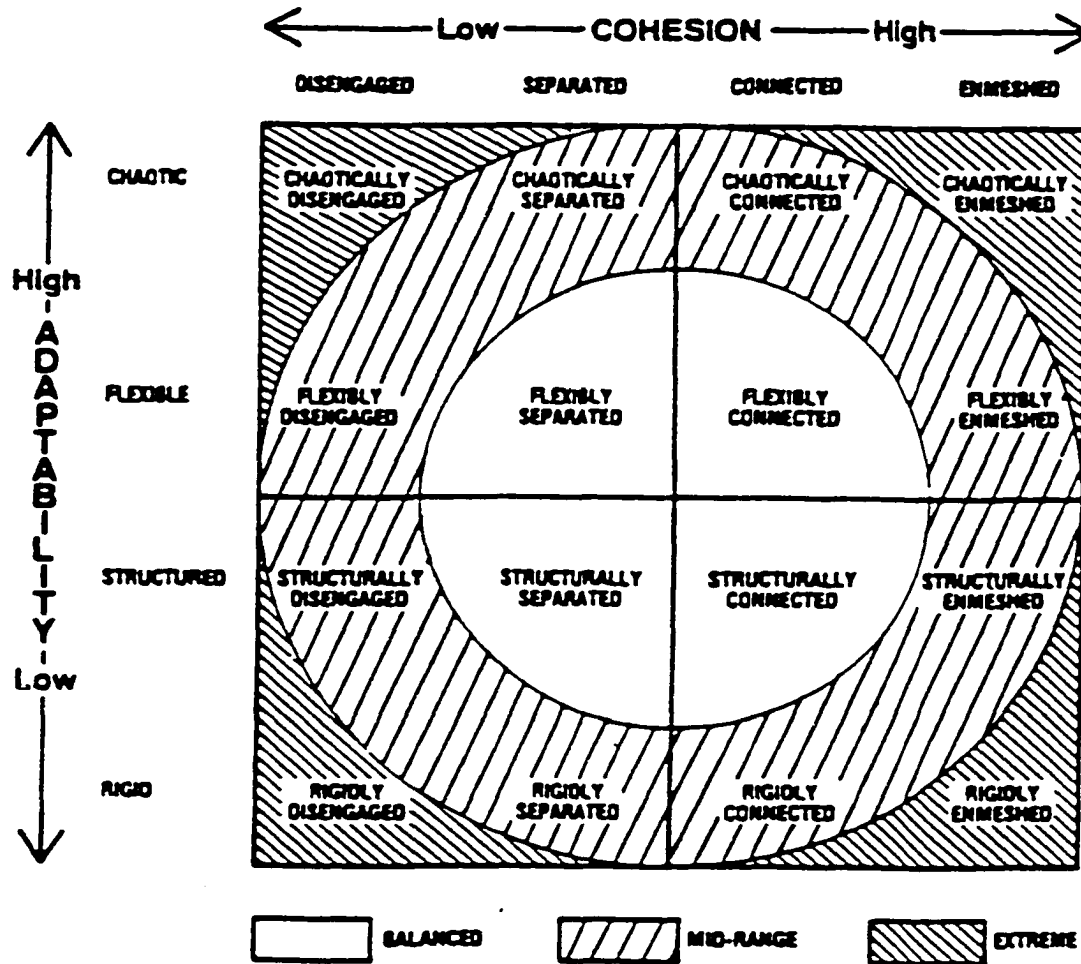 Low COHESION High
DISENGAGED SEPARATED CONNECTED ENMESHED
CHAOTIC
CHAOTICALLY DISENGAGED
CHAOTICALLY SEPARATED
CHAOTICALLY CONNECTED
CHAOTICALLY ENMESHED
High
ADAPTABILITY
Low
FLEXIBLE
FLEXIBLY DISENGAGED
FLEXIBLY SEPARATED
FLEXIBLY CONNECTED
FLEXIBLY ENMESHED
STRUCTURED
STRUCTURALLY DISENGAGED
STRUCTURALLY SEPARATED
STRUCTURALLY CONNECTED
STRUCTURALLY ENMESHED
RIGID
RIGIDLY DISENGAGED
RIGIDLY SEPARATED
RIGIDLY CONNECTED
RIGIDLY ENMESHED
BALANCED MID-RANGE EXTREME